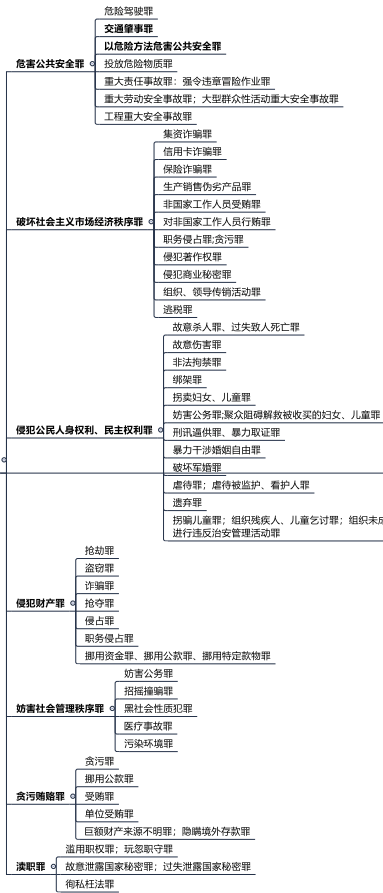 危险驾驶罪
交通肇事罪
以危险方法危害公共安全罪
危害公共安全罪
投放危险物质罪
重大责任事故罪：强令违章冒险作业罪
重大劳动安全事故罪；大型群众性活动重大安全事故罪
工程重大安全事故罪
集资诈骗罪
信用卡诈骗罪
保险诈骗罪
生产销售伪劣产品罪
非国家工作人员受贿罪
破坏社会主义市场经济秩序罪
对非国家工作人员行贿罪
职务侵占罪;贪污罪
侵犯著作权罪
侵犯商业秘密罪
组织、领导传销活动罪
逃税罪
故意杀人罪、过失致人死亡罪
故意伤害罪
非法拘禁罪
绑架罪
拐卖妇女、儿童罪
妨害公务罪;聚众阻碍解救被收买的妇女、儿童罪
侵犯公民人身权利、民主权利罪
刑讯逼供罪、暴力取证罪
暴力干涉婚姻自由罪
破坏军婚罪
虐待罪；虐待被监护、看护人罪
遗弃罪
拐骗儿童罪；组织残疾人、儿童乞讨罪；组织未成
进行违反治安管理活动罪
抢劫罪
盗窃罪
诈骗罪
侵犯财产罪
抢夺罪
侵占罪
职务侵占罪
挪用资金罪、挪用公款罪、挪用特定款物罪
妨害公务罪
招摇撞骗罪
妨害社会管理秩序罪
黑社会性质犯罪
医疗事故罪
污染环境罪
贪污罪
挪用公款罪
贪污贿赂罪
受贿罪
单位受贿罪
巨额财产来源不明罪；隐瞒境外存款罪
滥用职权罪；玩忽职守罪
渎职罪
故意泄露国家秘密罪；过失泄露国家秘密罪
徇私枉法罪